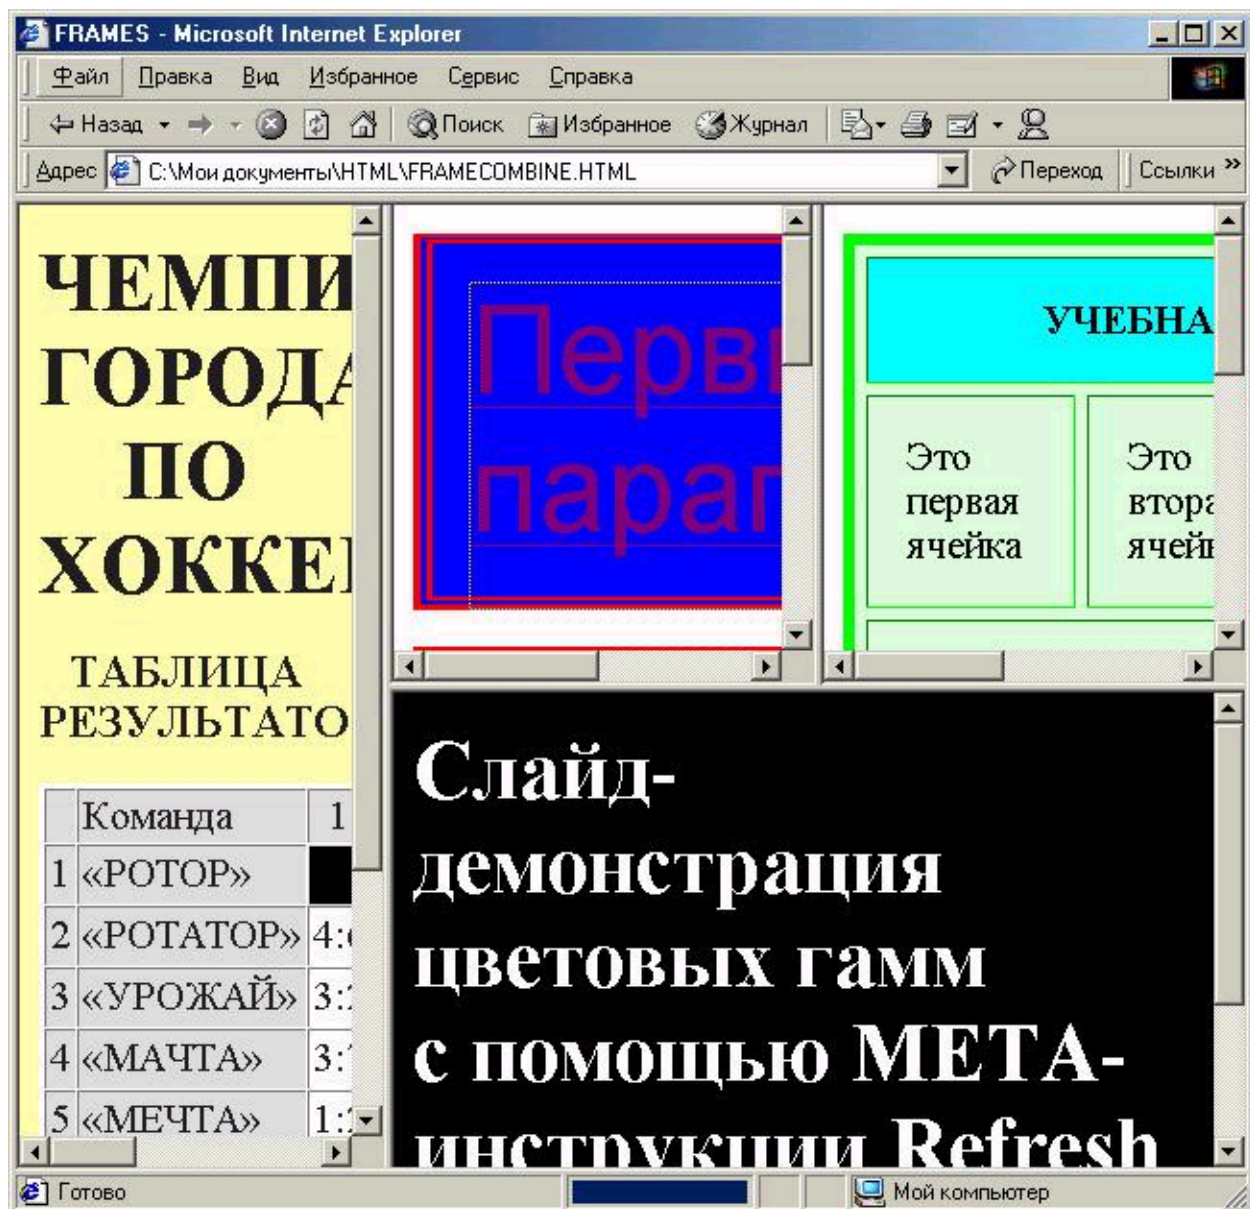 FRAMES - Microsoft Internet Explorer
Файл Правка Вид Избранное Сервис Справка
Назад Поиск Избранное Журнал
Адрес C:\Мои документы\HTML\FRAMECOMBINE.HTML Переход Ссылки »
ЧЕМПИ
ГОРОДА
ПО
ХОККЕ
ТАБЛИЦА
РЕЗУЛЬТАТО
Команда 1
1 «РОТОР»
2 «РОТАТОР» 4:
3 «УРОЖАЙ» 3:
4 «МАЧТА» 3:
5 «МЕЧТА» 1:
Первы
параг
УЧЕБНА
Это
первая
ячейка
Это
втора
ячей
Слайд-
демонстрация
цветовых гамм
с помощью META-
инструкции Refresh
Готово
Мой компьютер